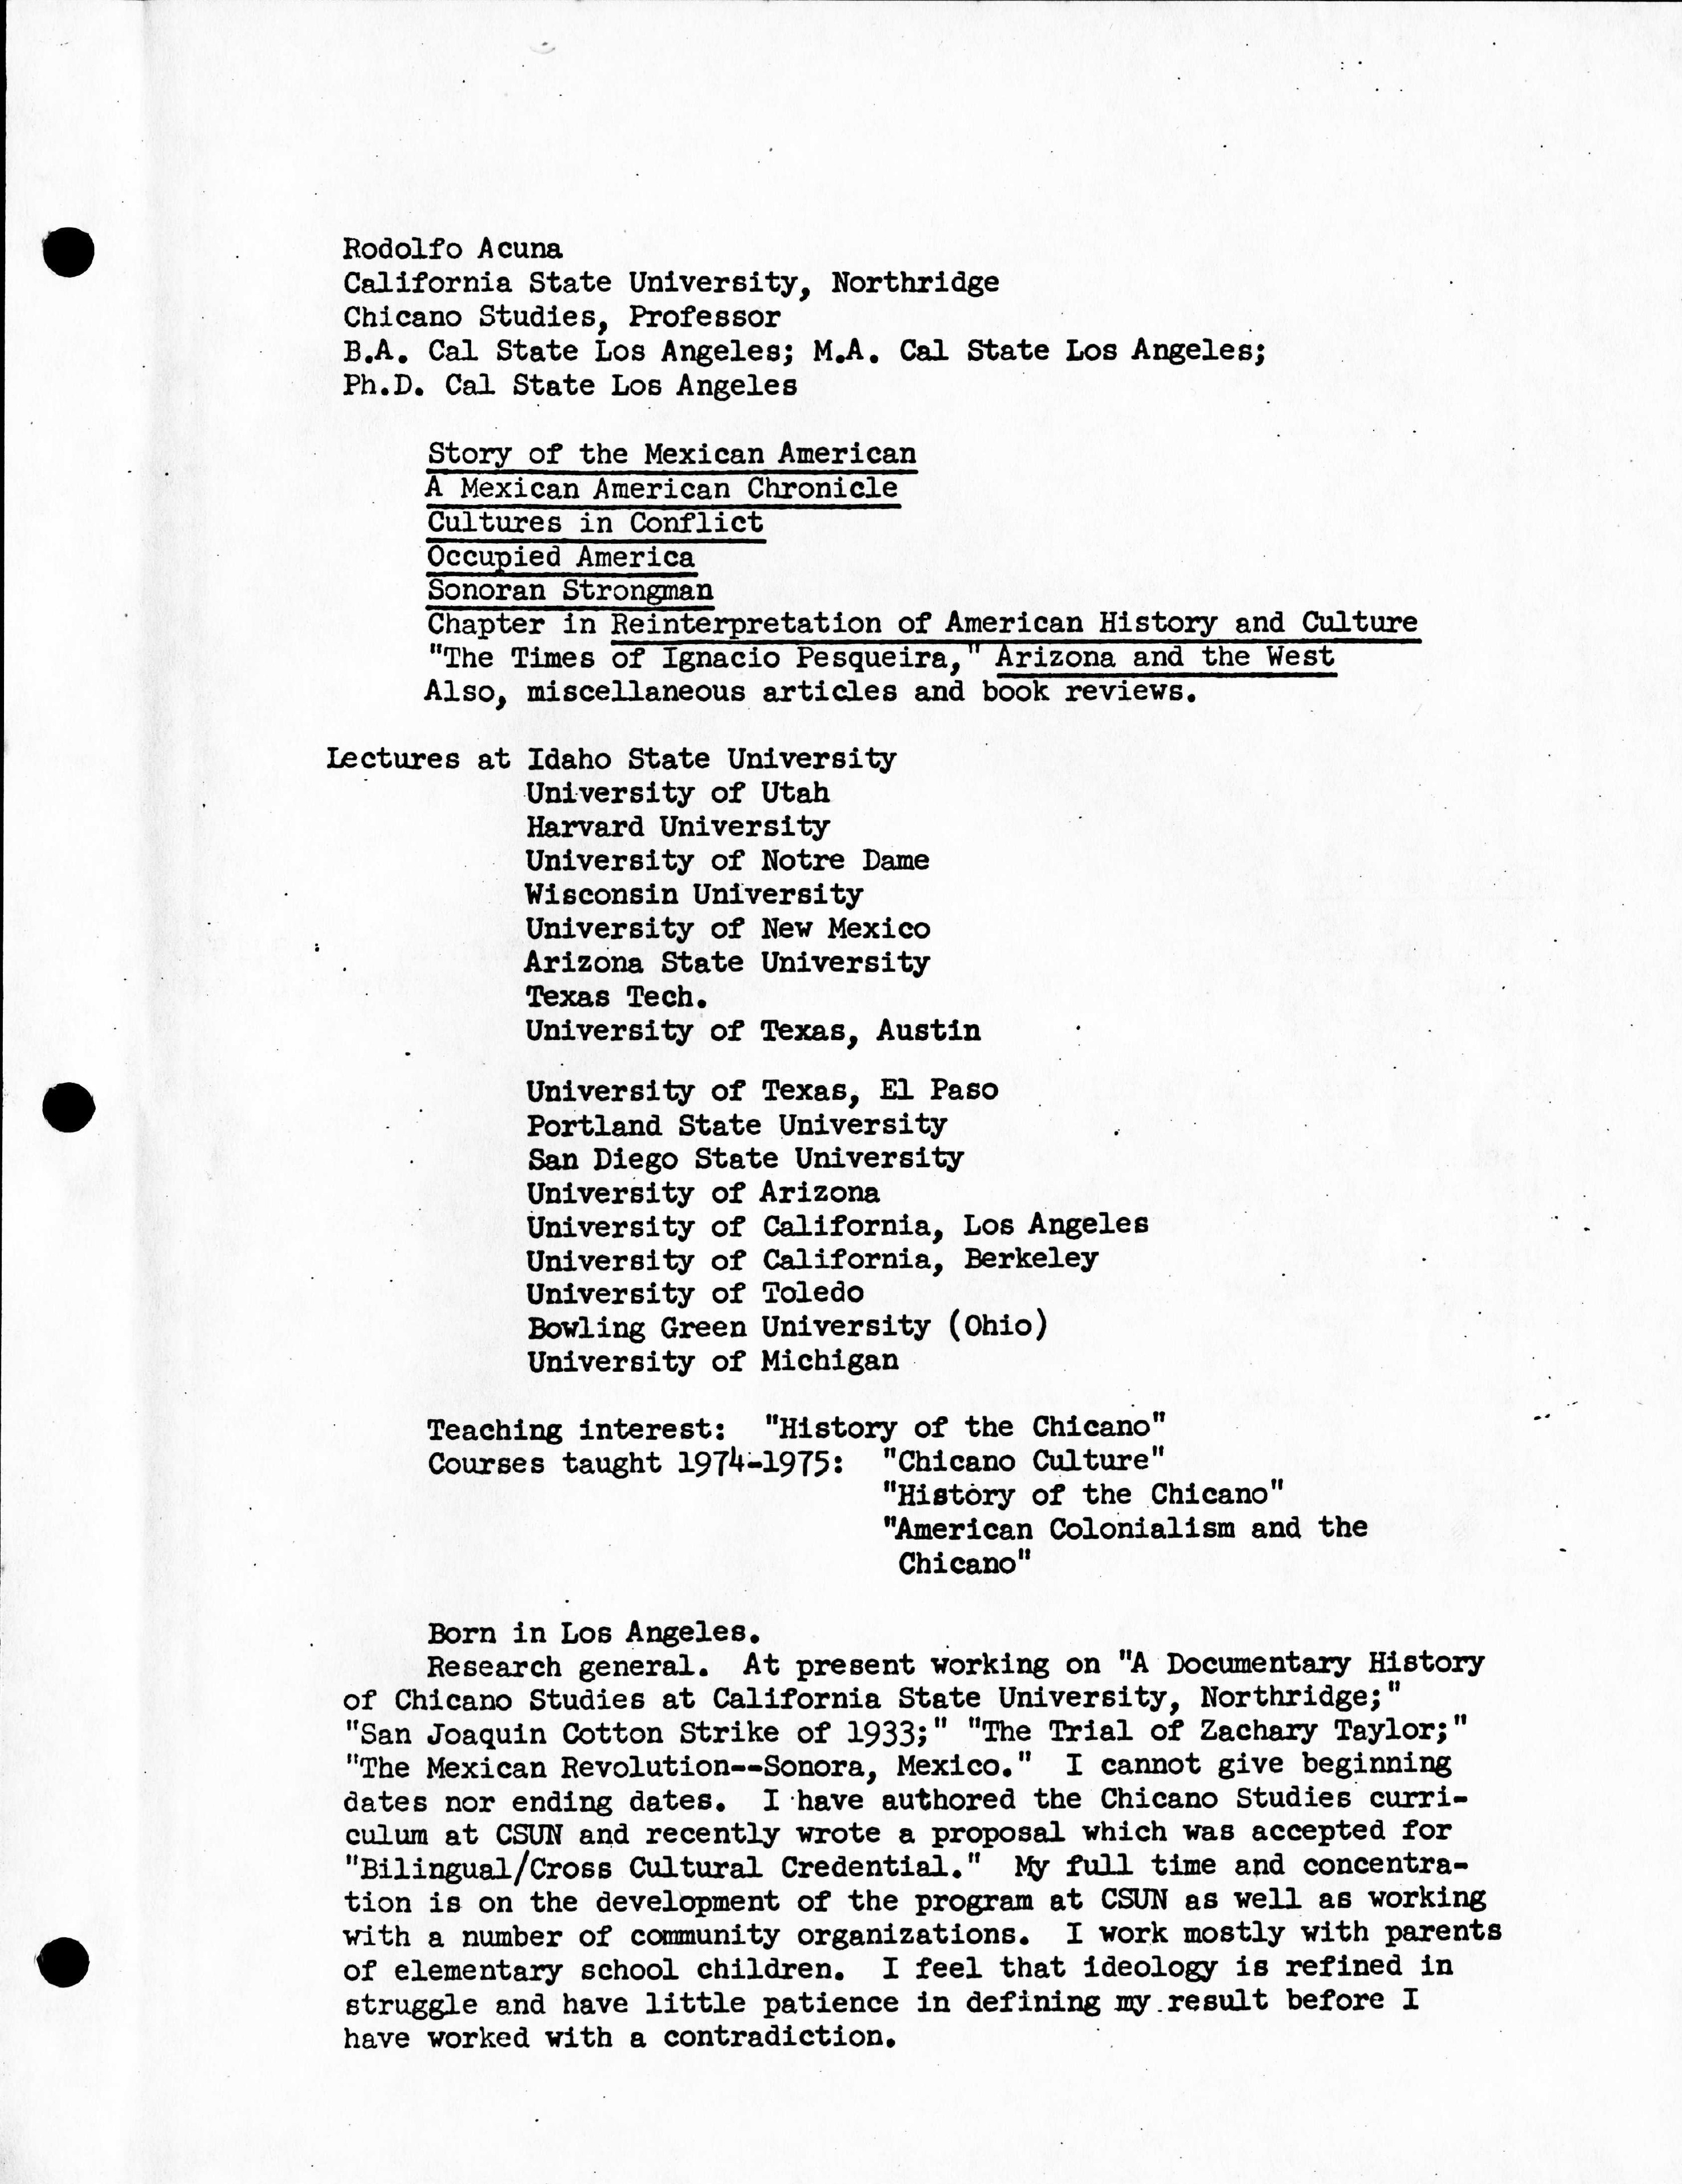 Rodolfo Acuna
California State University, Northridge
Chicano Studies, Professor
B.A. Cal State Los Angeles; M.A. Cal State Los Angeles;
Ph.D. Cal State Los Angeles
Story of the Mexican American
A Mexican American Chronicle
Cultures in Conflict
Occupied America
Sonoran Strongman
Chapter in Reinterpretation of American History and Culture
"The Times of Ignacio Pesqueira," Arizona and the West
Also, miscellaneous articles and book reviews.
Lectures at Idaho State University
University of Utah
Harvard University
University of Notre Dame
Wisconsin University
University of New Mexico
Arizona State University
Texas Tech.
University of Texas, Austin
University of Texas, El Paso
Portland State University
San Diego State University
University of Arizona
University of California, Los Angeles
University of California, Berkeley
University of Toledo
Bowling Green University (Ohio)
University of Michigan
Teaching interest: "History of the Chicano"
Courses taught 1974-1975: "Chicano Culture"
"History of the Chicano"
"American Colonialism and the
Chicano"
Born in Los Angeles.
Research general. At present working on "A Documentary History
of Chicano Studies at California State University, Northridge;"
"San Joaquin Cotton Strike of 1933;" "The Trial of Zachary Taylor;"
"The Mexican Revolution--Sonora, Mexico." I cannot give beginning
dates nor ending dates. I have authored the Chicano Studies curri-
culum at CSUN and recently wrote a proposal which was accepted for
"Bilingual/Cross Cultural Credential." My full time and concentra-
tion is on the development of the program at CSUN as well as working
with a number of community organizations. I work mostly with parents
of elementary school children. I feel that ideology is refined in
struggle and have little patience in defining my result before I
have worked with a contradiction.